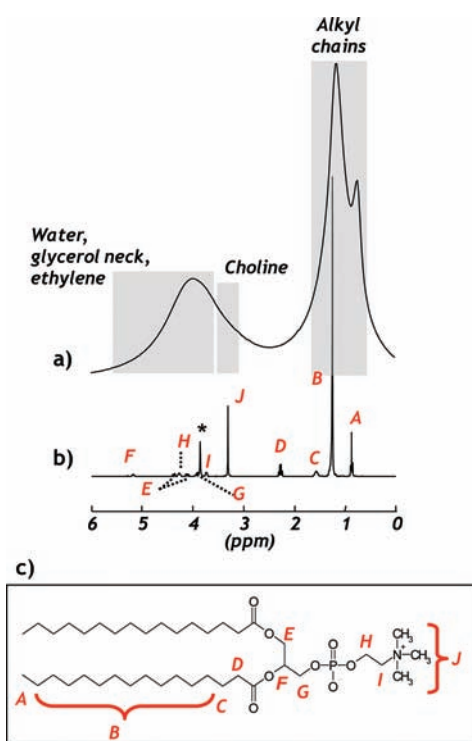 Alkyl
chains
Water,
glycerol neck,
ethylene
Choline
a)
B
J
A
H
*
b)
F
I
D
C
E
G
6 5 4 3 2 1 0
(ppm)
c)
O
O
E
H
CH3
N+
CH3
J
D
O
F
O
P
O
CH3
O
G
O
O
I
A
C
B